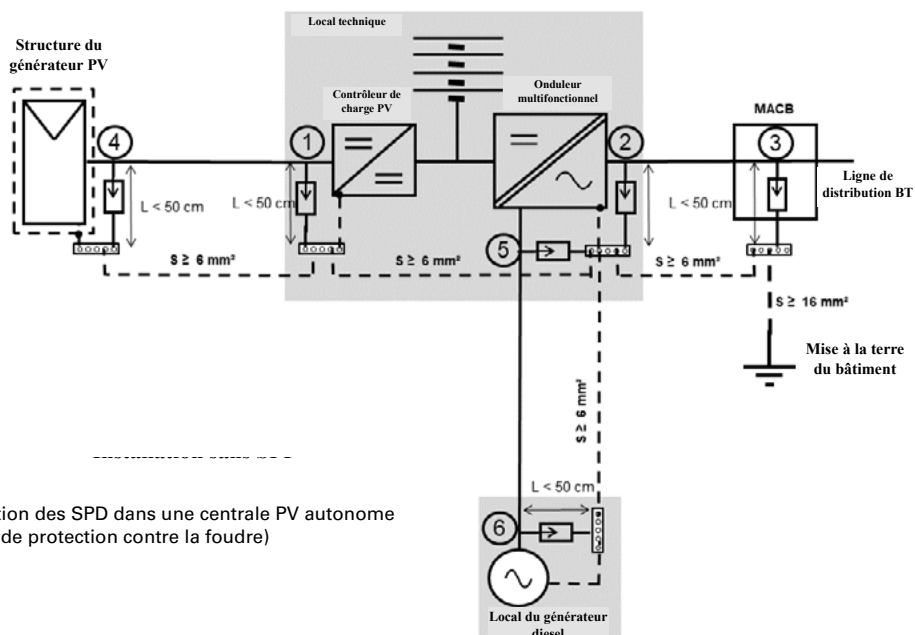 Local technique
Structure du
générateur PV
Contrôleur de
charge PV
Onduleur
multifonctionnel
MACB
4
1
2
3
L < 50 cm
L < 50 cm
L < 50 cm
Ligne de
distribution BT
5
S ≥ 6 mm²
S ≥ 6 mm²
S ≥ 6 mm²
S ≥ 16 mm²
Mise à la terre
du bâtiment
S ≥ 6 mm²
L < 50 cm
tion des SPD dans une centrale PV autonome
de protection contre la foudre)
6
Local du générateur
diesel